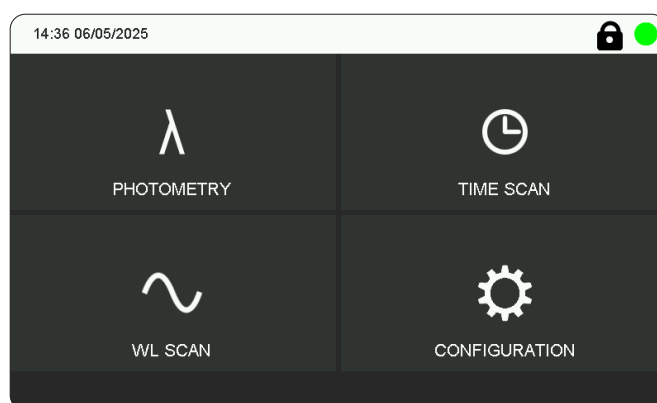 14:36 06/05/2025
λ
PHOTOMETRY
TIME SCAN
WL SCAN
CONFIGURATION